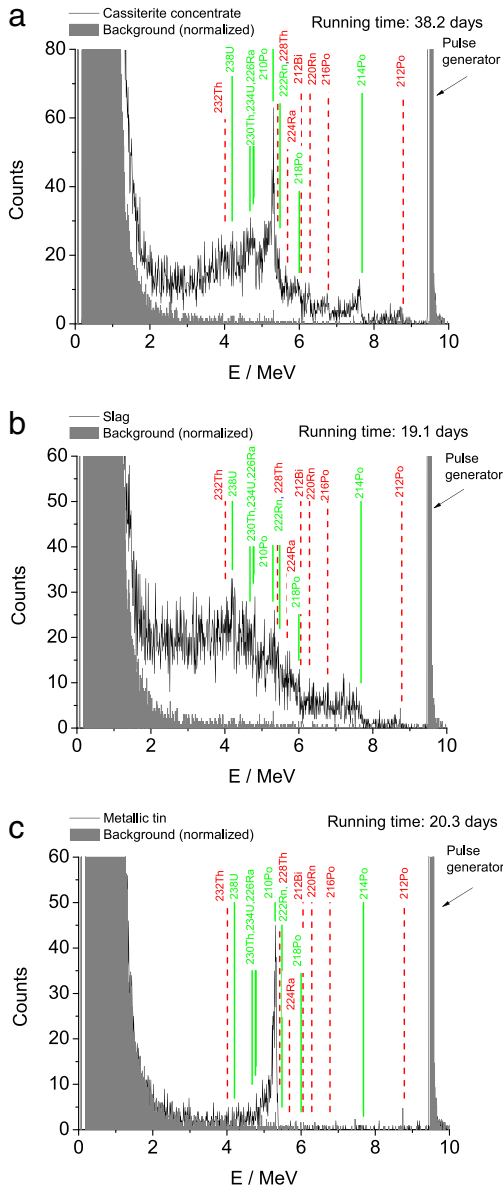 a
Cassiterite concentrate
Background (normalized)
Running time: 38.2 days
Pulse
generator
232Th
238U
230Th,234U,226Ra
210Po
222Rn, 228Th
224Ra
218Po
212Bi
220Rn
216Po
214Po
212Po
80
60
40
20
0
Counts
0 2 4 6 8 10
E / MeV
b
Slag
Background (normalized)
Running time: 19.1 days
Pulse
generator
232Th
238U
230Th,234U,226Ra
210Po
222Rn, 228Th
224Ra
218Po
212Bi
220Rn
216Po
214Po
212Po
60
50
40
30
20
10
0
Counts
0 2 4 6 8 10
E / MeV
c
Metallic tin
Background (normalized)
Running time: 20.3 days
Pulse
generator
232Th
238U
230Th,234U,226Ra
210Po
222Rn, 228Th
224Ra
218Po
212Bi
220Rn
216Po
214Po
212Po
60
50
40
30
20
10
0
Counts
0 2 4 6 8 10
E / MeV